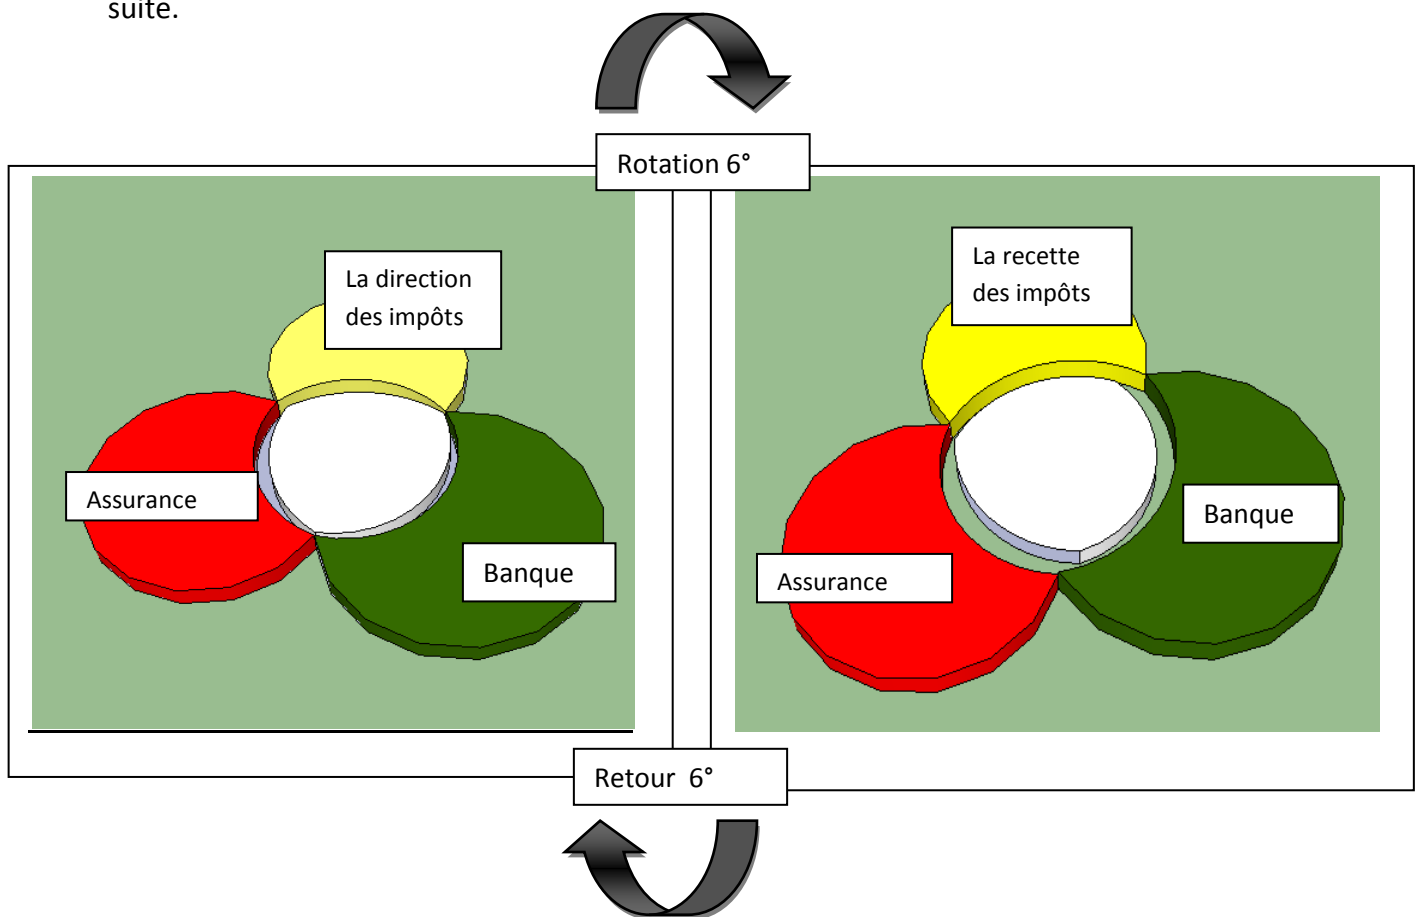 suite.
Rotation 6°
La direction
des impôts
La recette
des impôts
Assurance
Banque
Assurance
Banque
Retour 6°